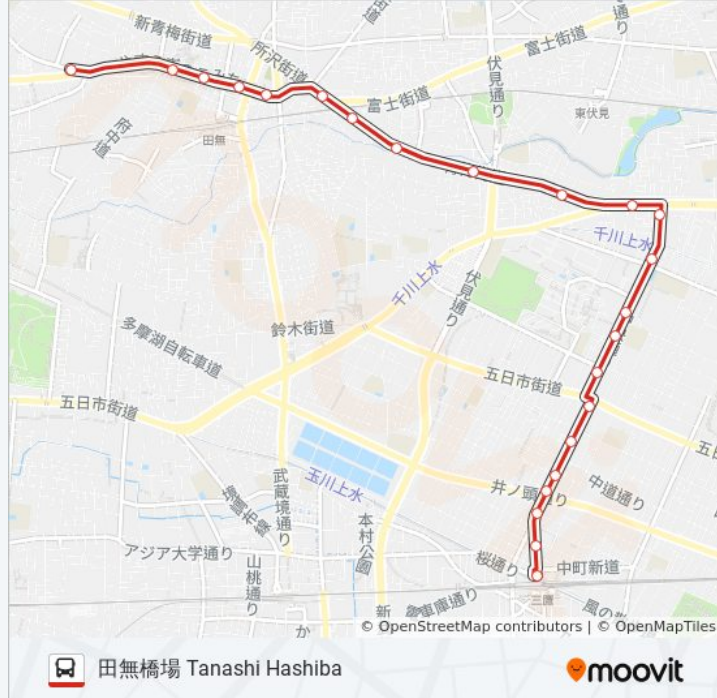 新青梅街道
所沢街道
富士街道
伏見通り
富士街道
東伏見
府中道
田無
千川上水
千川上水
伏見通り
鈴木街道
多摩湖自転車道
五日市街道
五日市街道
玉川上水
武蔵境通り
井ノ頭通り
中道通り
本村公園
アジア大学通り
山桃通り
桜通り
中町新道
三鷹
© OpenStreetMap contributors | © OpenMapTiles
田無橋場 Tanashi Hashiba
moovit